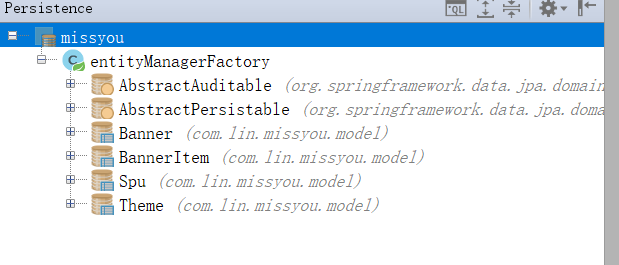 Persistence
QL
missyou
C entityManagerFactory
AbstractAuditable (org.springframework.data.jpa.domain
AbstractPersistable (org.springframework.data.jpa.doma
Banner (com.lin.missyou.model)
BannerItem (com.lin.missyou.model)
Spu (com.lin.missyou.model)
Theme (com.lin.missyou.model)